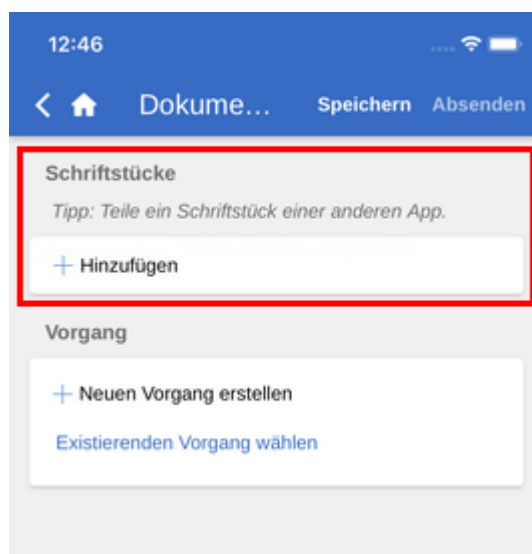 12:46
Dokume... Speichern Absenden
Schriftstücke
Tipp: Teile ein Schriftstück einer anderen App.
+ Hinzufügen
Vorgang
+ Neuen Vorgang erstellen
Existierenden Vorgang wählen